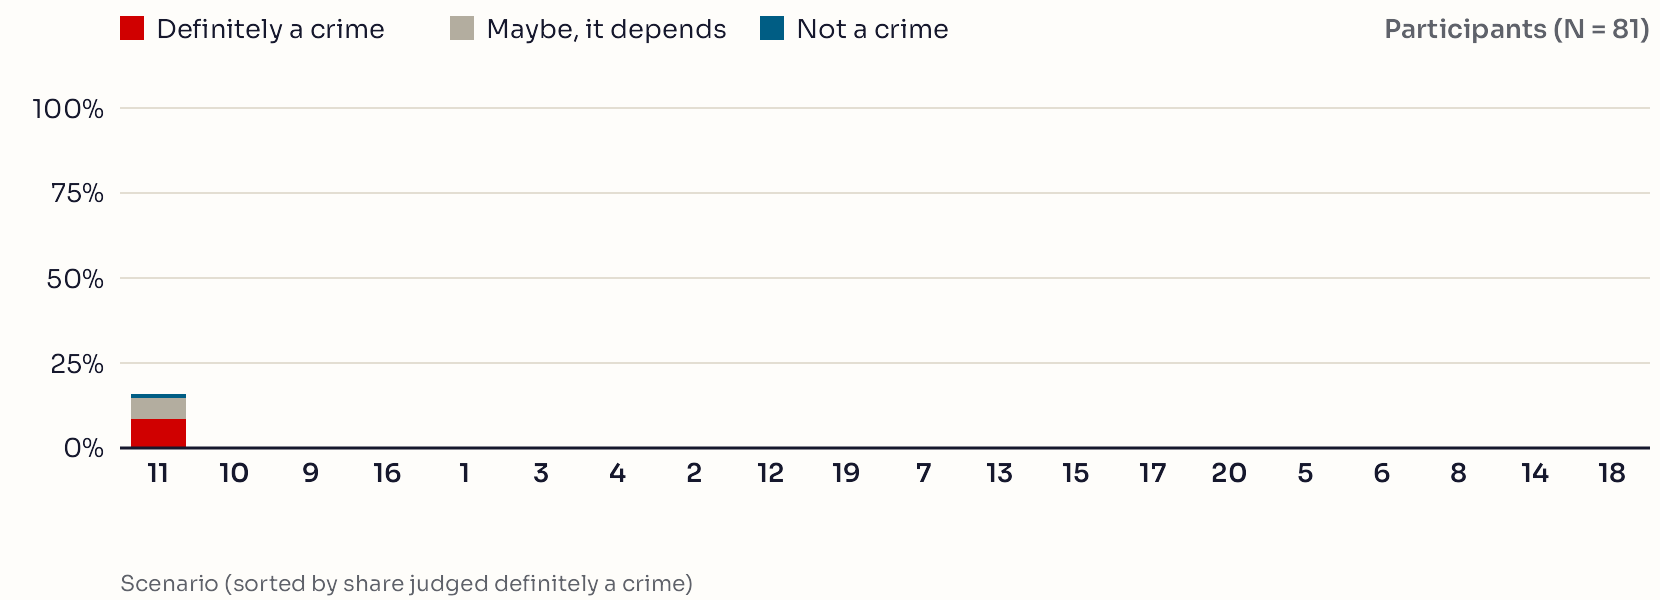 Definitely a crime Maybe, it depends Not a crime Participants (N = 81)
100%
75%
50%
25%
0%
11 10 9 16 1 3 4 2 12 19 7 13 15 17 20 5 6 8 14 18
Scenario (sorted by share judged definitely a crime)